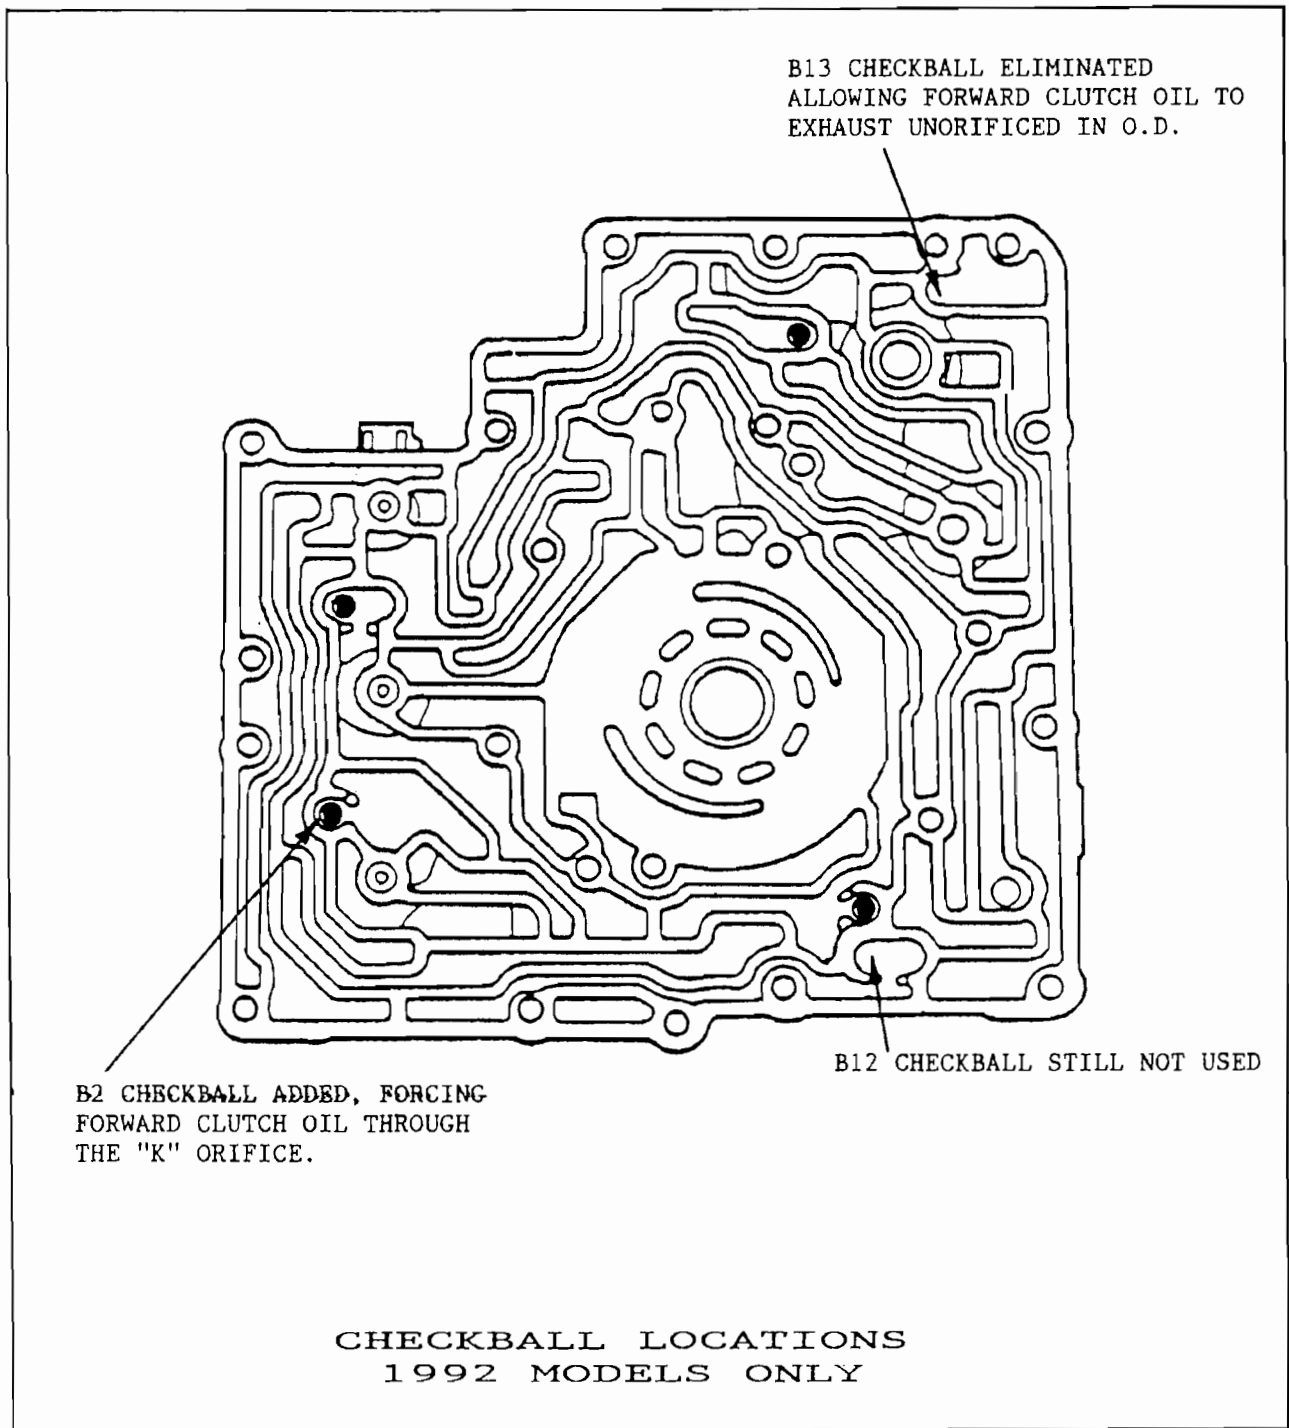 B13 CHECKBALL ELIMINATED
ALLOWING FORWARD CLUTCH OIL TO
EXHAUST UNORIFICED IN O.D.
B12 CHECKBALL STILL NOT USED
B2 CHECKBALL ADDED, FORCING
FORWARD CLUTCH OIL THROUGH
THE "K" ORIFICE.
CHECKBALL LOCATIONS
1992 MODELS ONLY